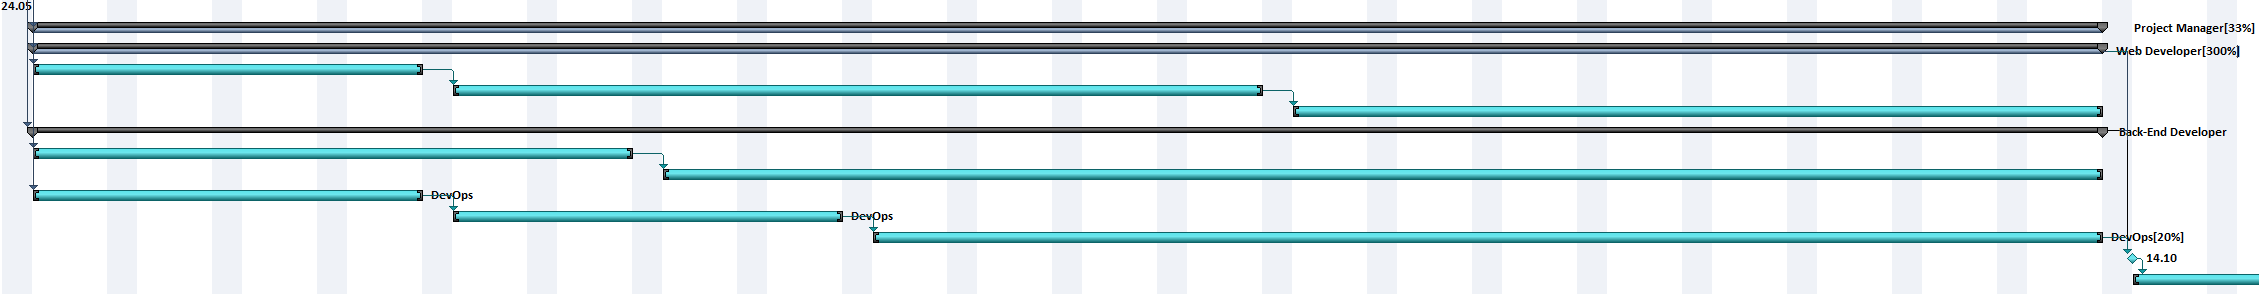 24.05
Project Manager[33%]
Web Developer[300%]
Back-End Developer
DevOps
DevOps
DevOps[20%]
14.10